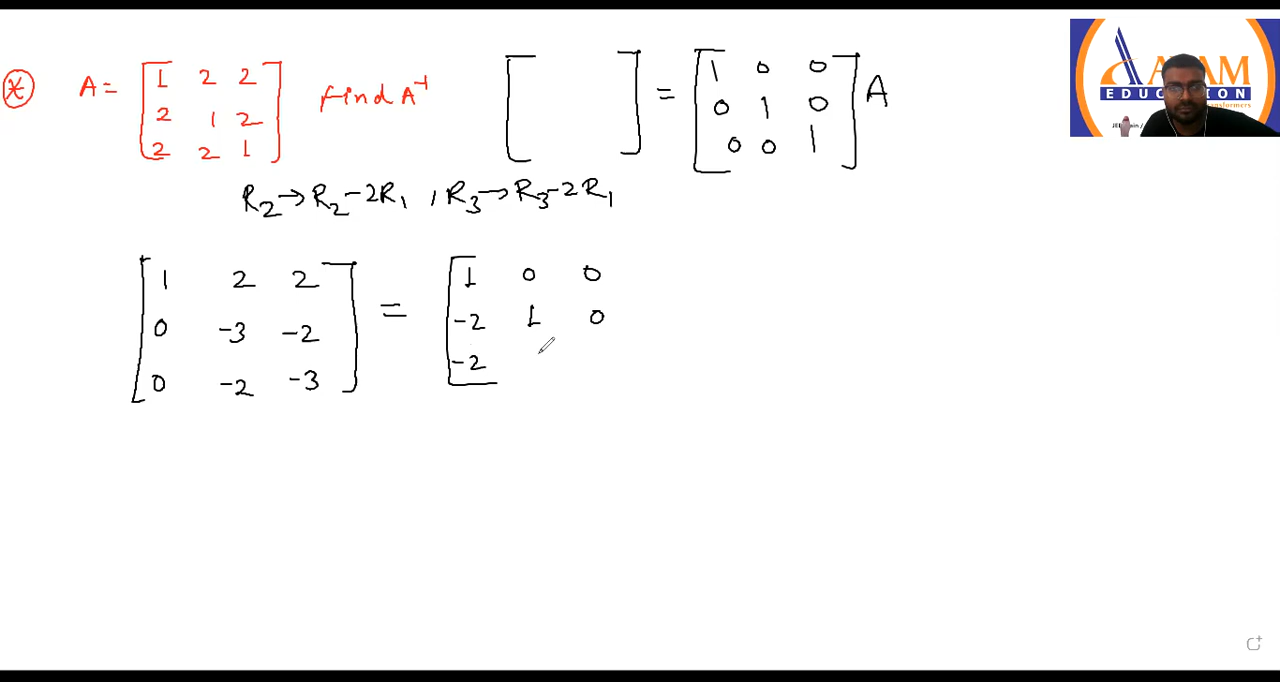 * A = [ 1 2 2 find A⁻¹ [ ] = [ 1 0 0
2 1 2 0 1 0 ] A
2 2 1 ] 0 0 1
R₂→R₂-2R₁ , R₃→R₃-2R₁
[ 1 2 2 ] = [ 1 0 0
0 -3 -2 -2 1 0
0 -2 -3 -2
EDUCATION